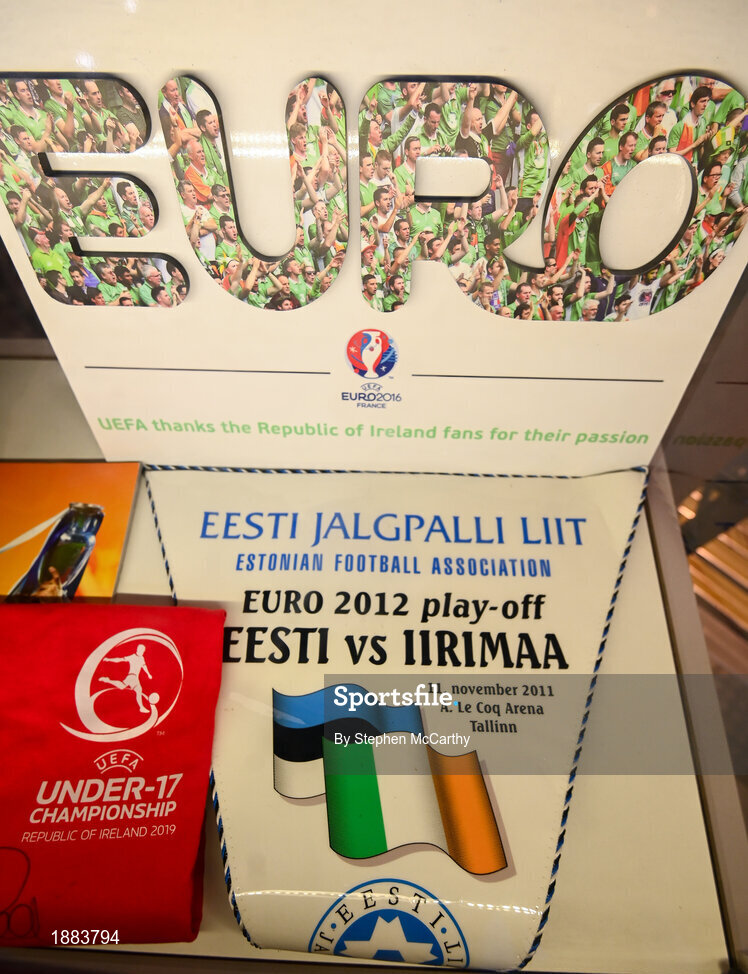 EURO
UEFA
EURO2016
FRANCE
UEFA thanks the Republic of Ireland fans for their passion
EESTI JALGPALLI LIIT
ESTONIAN FOOTBALL ASSOCIATION
EURO 2012 play-off
EESTI vs IIRIMAA
november 2011
A. Le Coq Arena
Tallinn
Sportsfile
By Stephen McCarthy
TM
UEFA
UNDER-17
CHAMPIONSHIP
REPUBLIC OF IRELAND 2019
EESTI
1883794